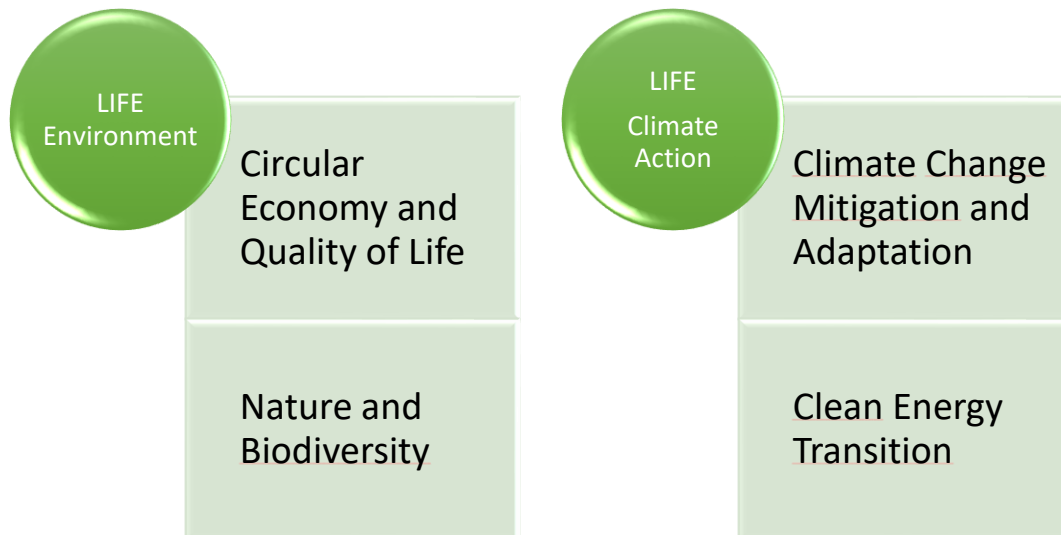 LIFE
Environment
Circular
Economy and
Quality of Life
Nature and
Biodiversity
LIFE
Climate
Action
Climate Change
Mitigation and
Adaptation
Clean Energy
Transition